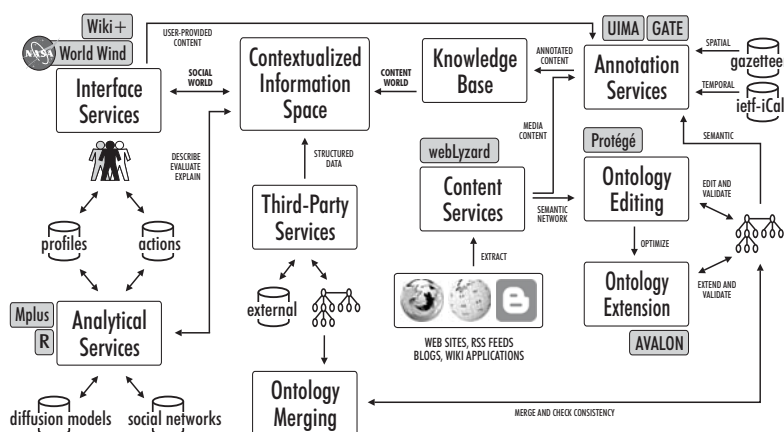 Wiki+
NASA
World Wind
USER-PROVIDED
CONTENT
Interface
Services
SOCIAL
WORLD
Contextualized
Information
Space
CONTENT
WORLD
Knowledge
Base
ANNOTATED
CONTENT
UIMA
GATE
Annotation
Services
SPATIAL
gazettee
TEMPORAL
ietf-iCal
SEMANTIC
MEDIA
CONTENT
DESCRIBE
EVALUATE
EXPLAIN
STRUCTURED
DATA
webLyzard
Content
Services
SEMANTIC
NETWORK
Protégé
Ontology
Editing
EDIT AND
VALIDATE
OPTIMIZE
Ontology
Extension
EXTEND AND
VALIDATE
AVALON
Third-Party
Services
EXTRACT
profiles
actions
external
WEB SITES, RSS FEEDS
BLOGS, WIKI APPLICATIONS
Mplus
R
Analytical
Services
diffusion models
social networks
Ontology
Merging
MERGE AND CHECK CONSISTENCY